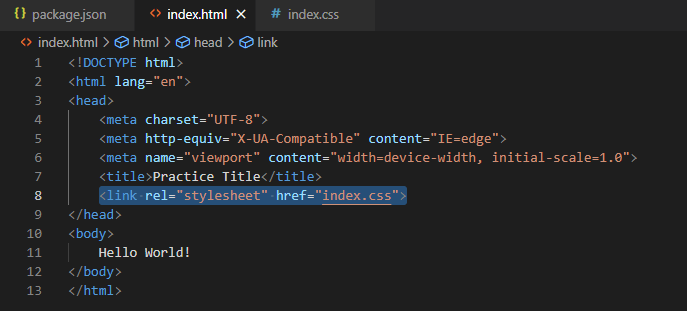 package.json index.html index.css
index.html > html > head > link
1 <!DOCTYPE html>
2 <html lang="en">
3 <head>
4 <meta charset="UTF-8">
5 <meta http-equiv="X-UA-Compatible" content="IE=edge">
6 <meta name="viewport" content="width=device-width, initial-scale=1.0">
7 <title>Practice Title</title>
8 <link rel="stylesheet" href="index.css">
9 </head>
10 <body>
11 Hello World!
12 </body>
13 </html>